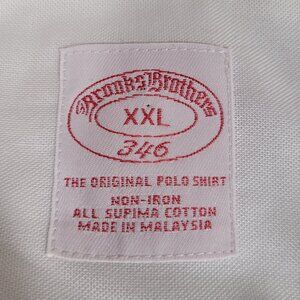 Brooks Brothers
XXL
346
THE ORIGINAL POLO SHIRT
NON-IRON
ALL SUPIMA COTTON
MADE IN MALAYSIA